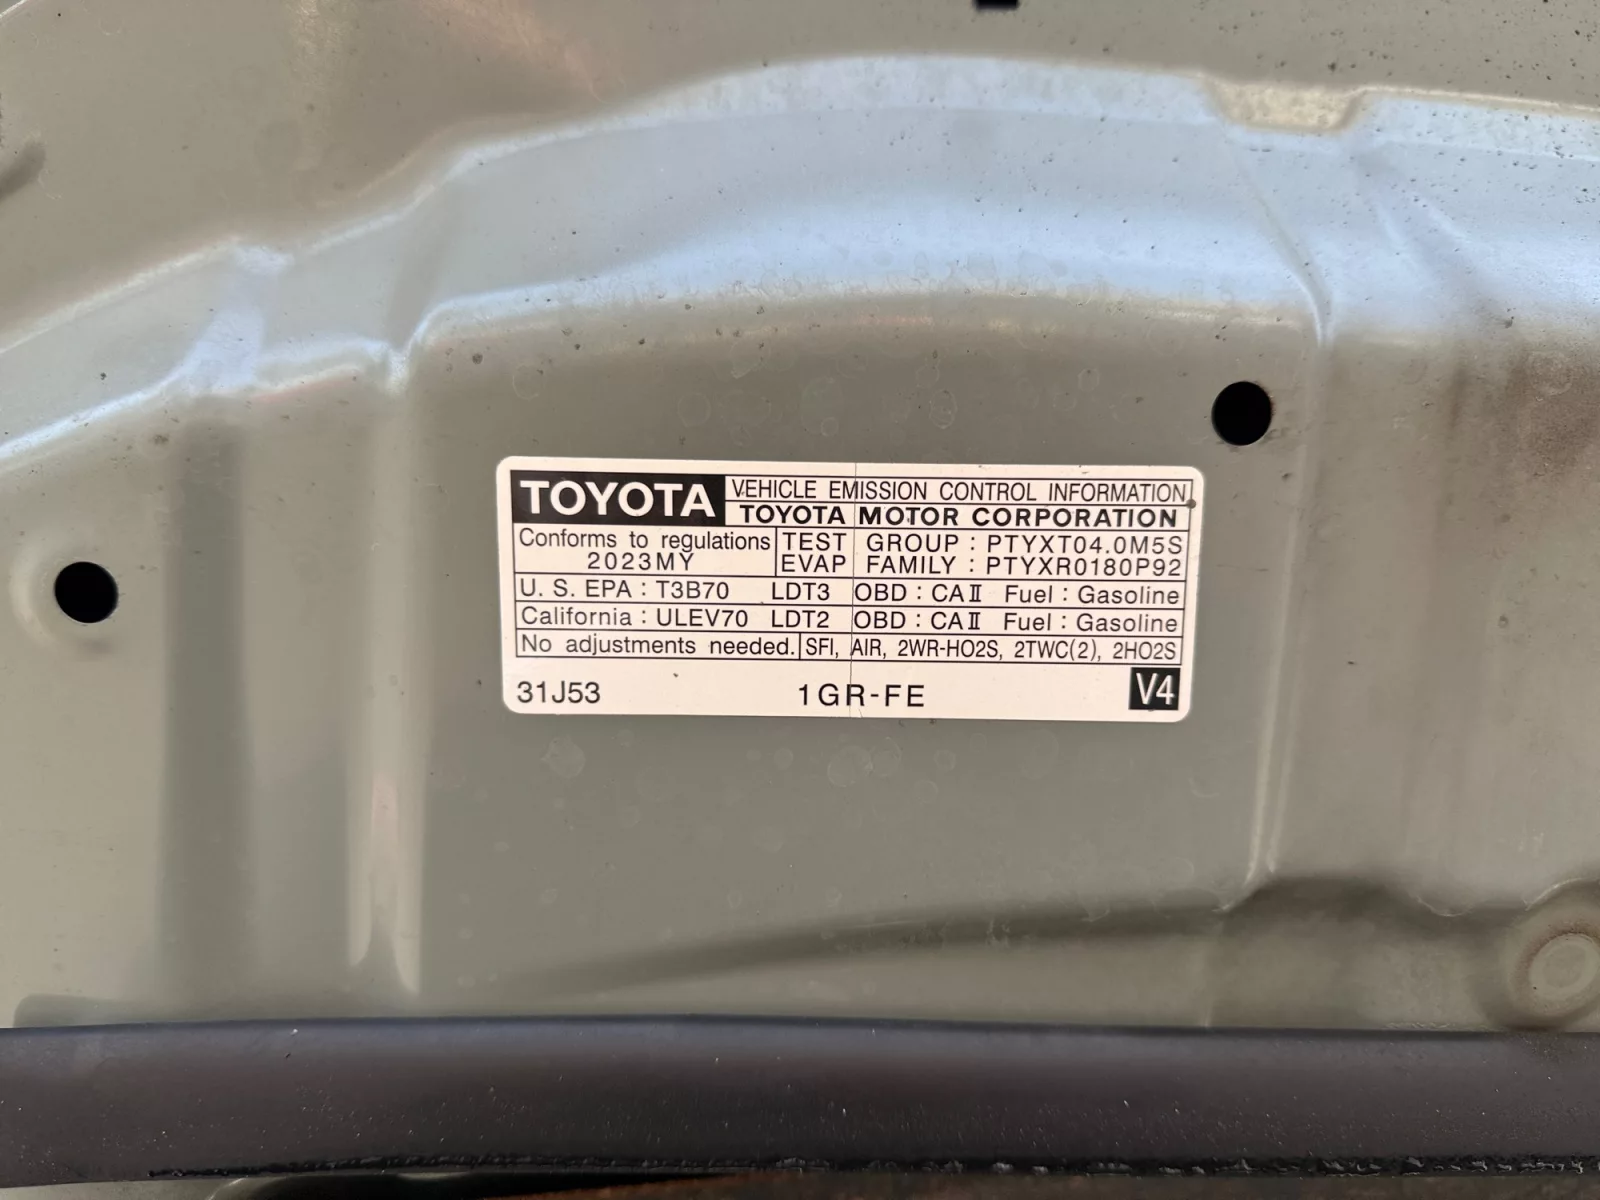 TOYOTA VEHICLE EMISSION CONTROL INFORMATION
TOYOTA MOTOR CORPORATION
Conforms to regulations
2023MY
TEST GROUP : PTYXT04.0M5S
EVAP FAMILY : PTYXR0180P92
U. S. EPA : T3B70 LDT3 OBD : CAⅡ Fuel : Gasoline
California : ULEV70 LDT2 OBD : CAⅡ Fuel : Gasoline
No adjustments needed. SFI, AIR, 2WR-HO2S, 2TWC(2), 2HO2S
31J53 1GR-FE V4